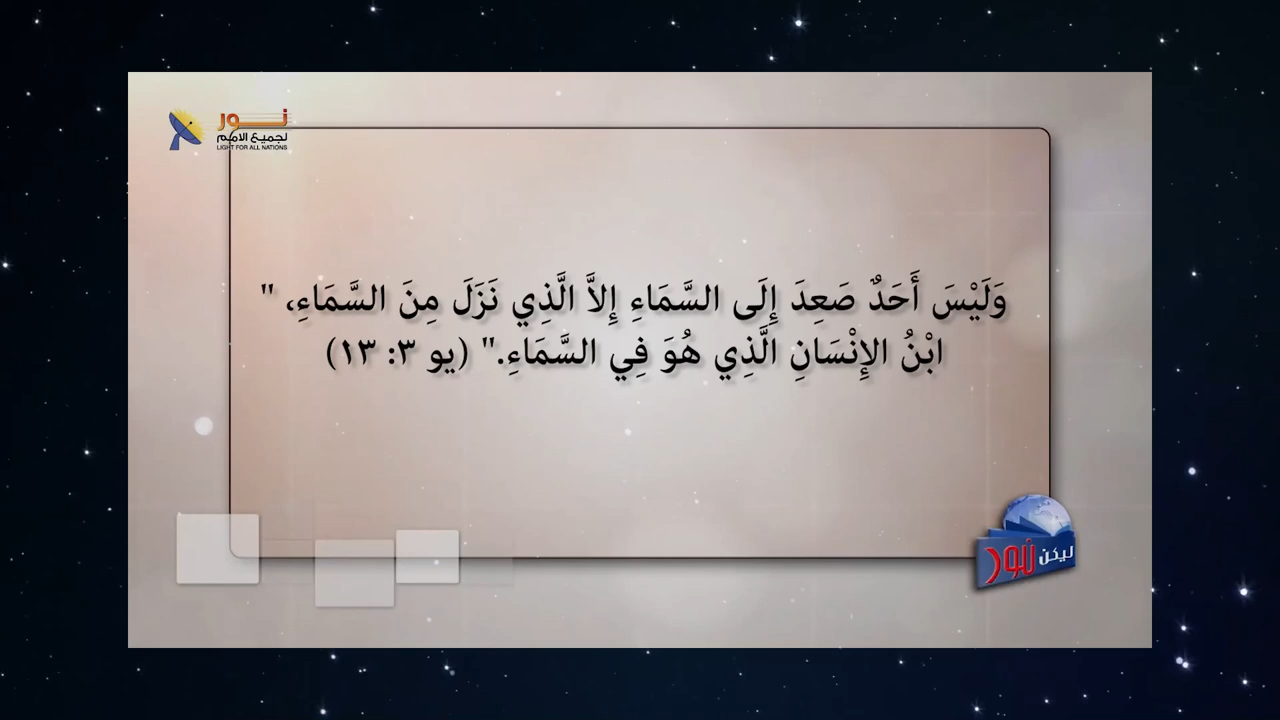 نور
لجميع الامم
LIGHT FOR ALL NATIONS
وَلَيْسَ أَحَدٌ صَعِدَ إِلَى السَّمَاءِ إِلاَّ الَّذِي نَزَلَ مِنَ السَّمَاءِ، "
ابْنُ الإِنْسَانِ الَّذِي هُوَ فِي السَّمَاءِ." (يو ٣: ١٣)
ليكن نور